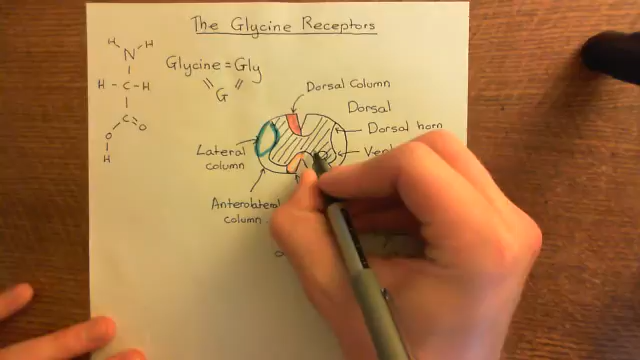 The Glycine Receptors
H
H
N
H - C - H
C
O
O
H
Glycine = Gly
G
Dorsal Column
Dorsal
Dorsal horn
Lateral
column
Anterolateral
column